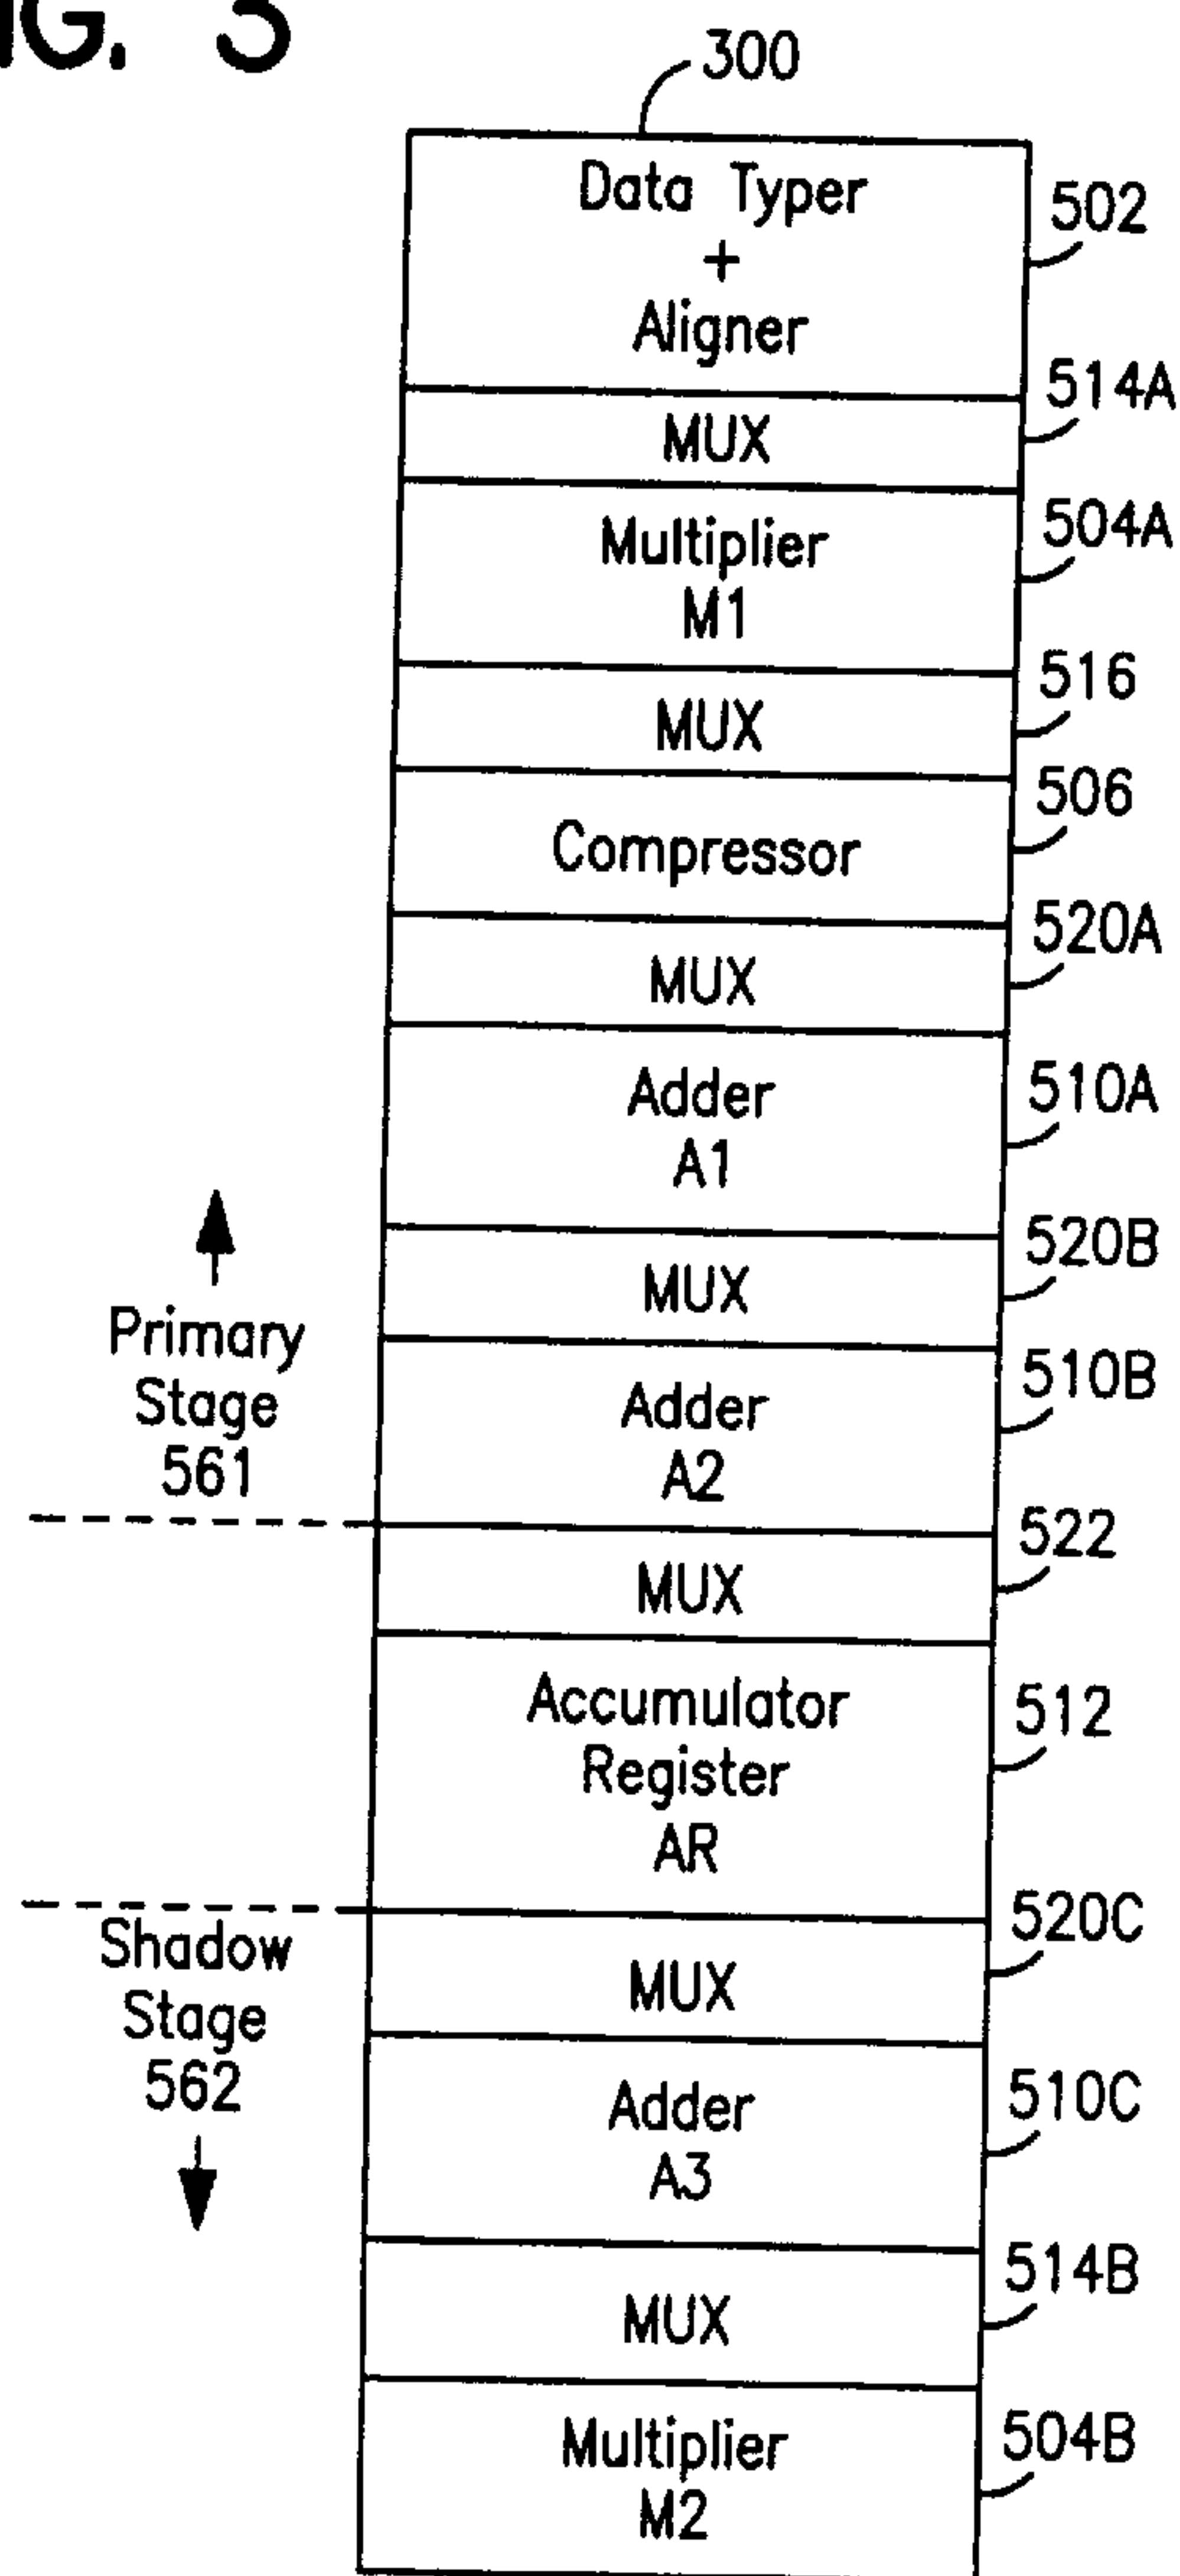 FIG. 3
300
Data Typer
+
Aligner
502
MUX
514A
Multiplier
M1
504A
MUX
516
Compressor
506
MUX
520A
Adder
A1
510A
MUX
520B
Primary
Stage
561
Adder
A2
510B
MUX
522
Accumulator
Register
AR
512
Shadow
Stage
562
MUX
520C
Adder
A3
510C
MUX
514B
Multiplier
M2
504B